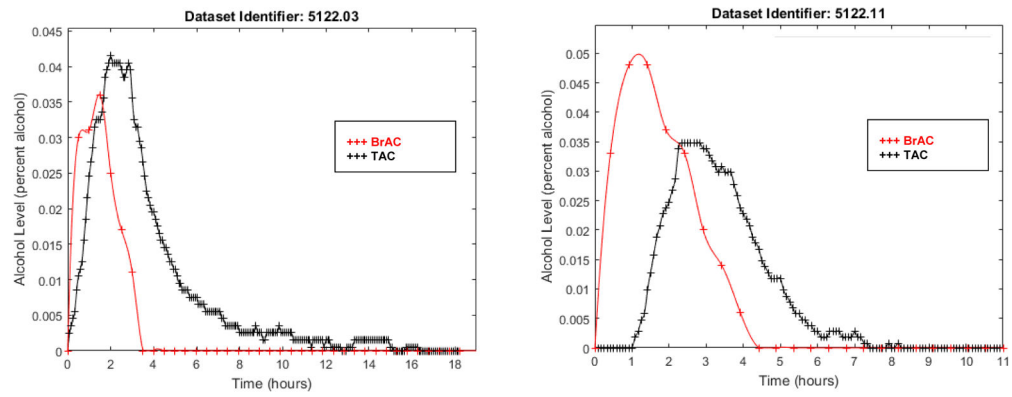 Dataset Identifier: 5122.03
0.045
0.04
0.035
0.03
0.025
0.02
0.015
0.01
0.005
0
Alcohol Level (percent alcohol)
BrAC
TAC
0 2 4 6 8 10 12 14 16 18
Time (hours)
Dataset Identifier: 5122.11
0.05
0.045
0.04
0.035
0.03
0.025
0.02
0.015
0.01
0.005
0
Alcohol Level (percent alcohol)
BrAC
TAC
0 1 2 3 4 5 6 7 8 9 10 11
Time (hours)